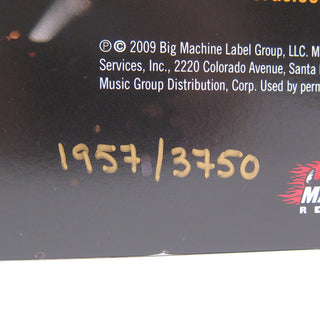 ℗ © 2009 Big Machine Label Group, LLC. M
Services, Inc., 2220 Colorado Avenue, Santa
Music Group Distribution, Corp. Used by perm
1957/3750